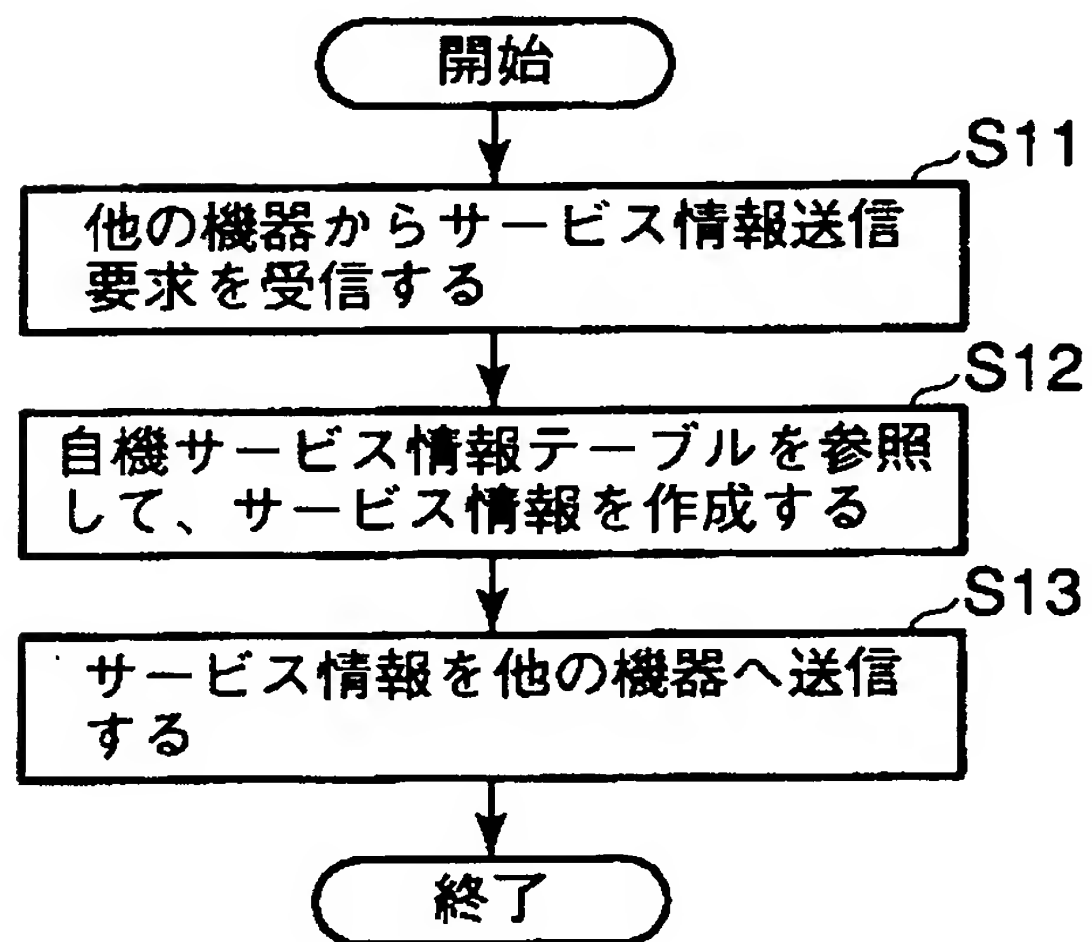 開始
S11
他の機器からサービス情報送信
要求を受信する
S12
自機サービス情報テーブルを参照
して、サービス情報を作成する
S13
サービス情報を他の機器へ送信
する
終了